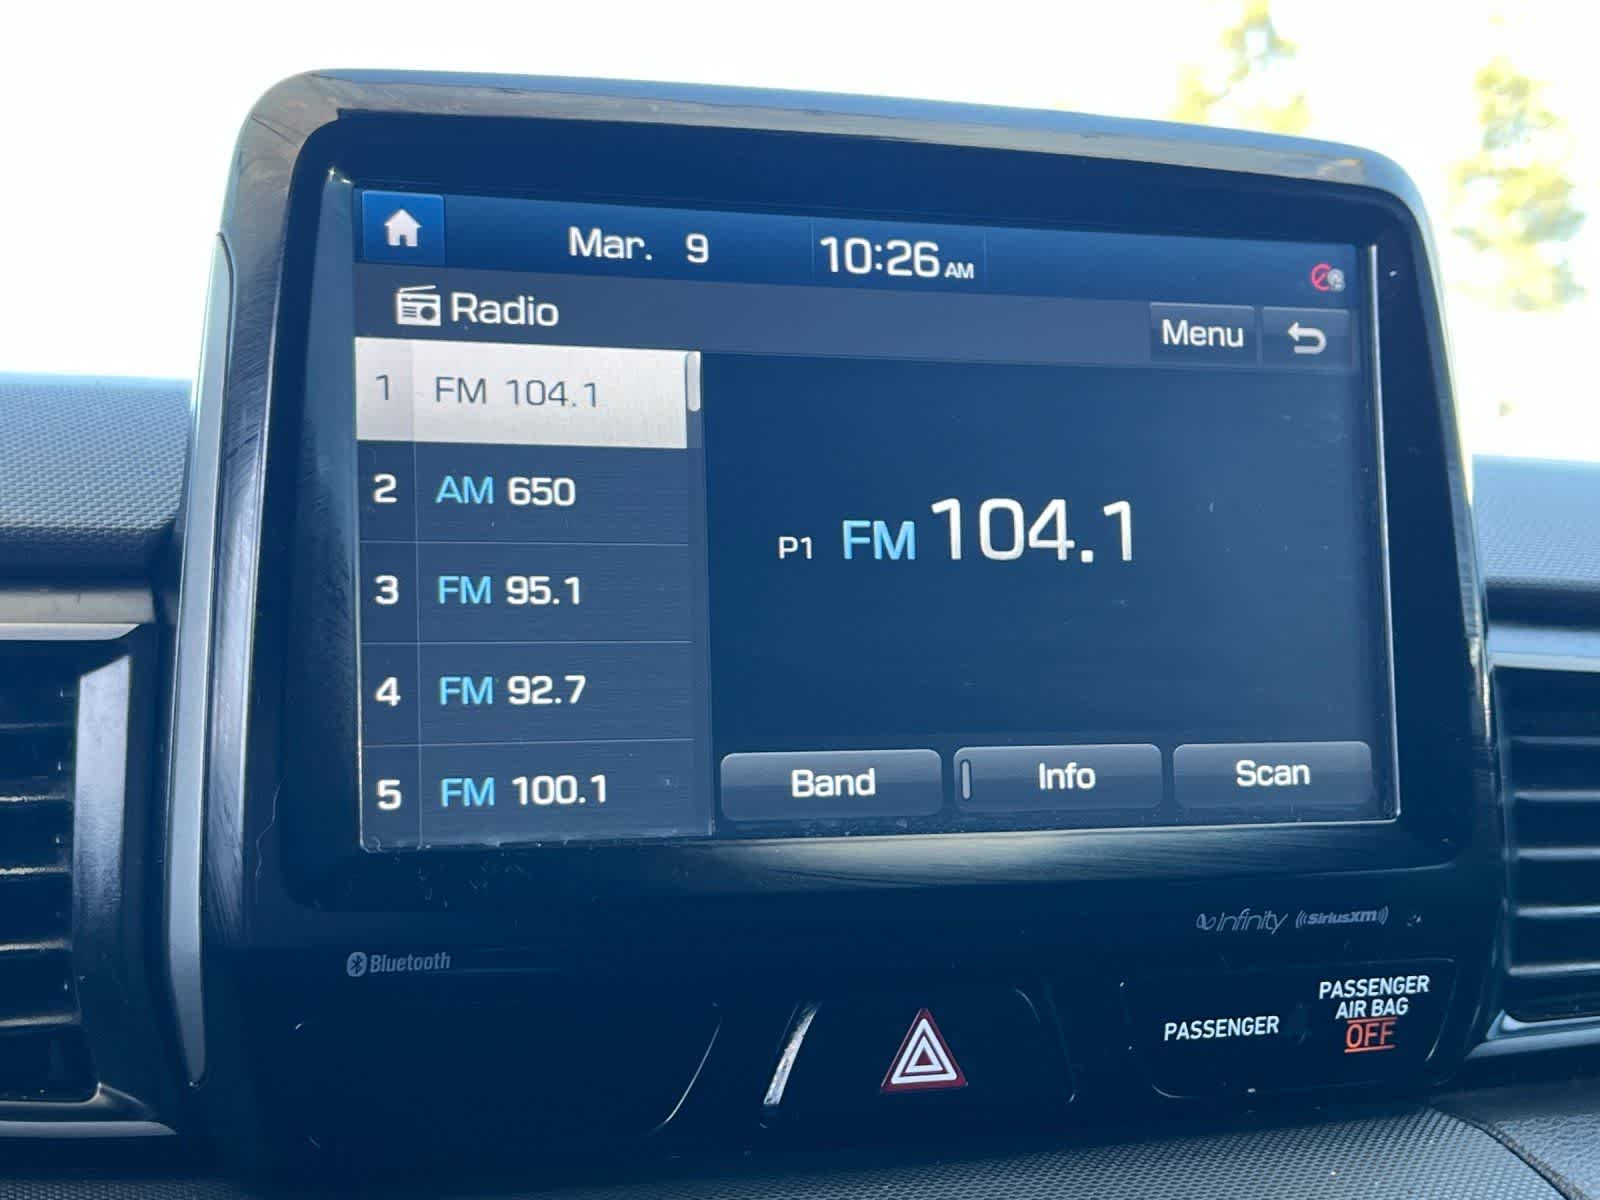 Mar. 9 10:26 AM
Radio Menu
1 FM 104.1
2 AM 650
3 FM 95.1
4 FM 92.7
5 FM 100.1
P1 FM 104.1
Band Info Scan
Infinity SiriusXM
Bluetooth
PASSENGER
PASSENGER
AIR BAG
OFF